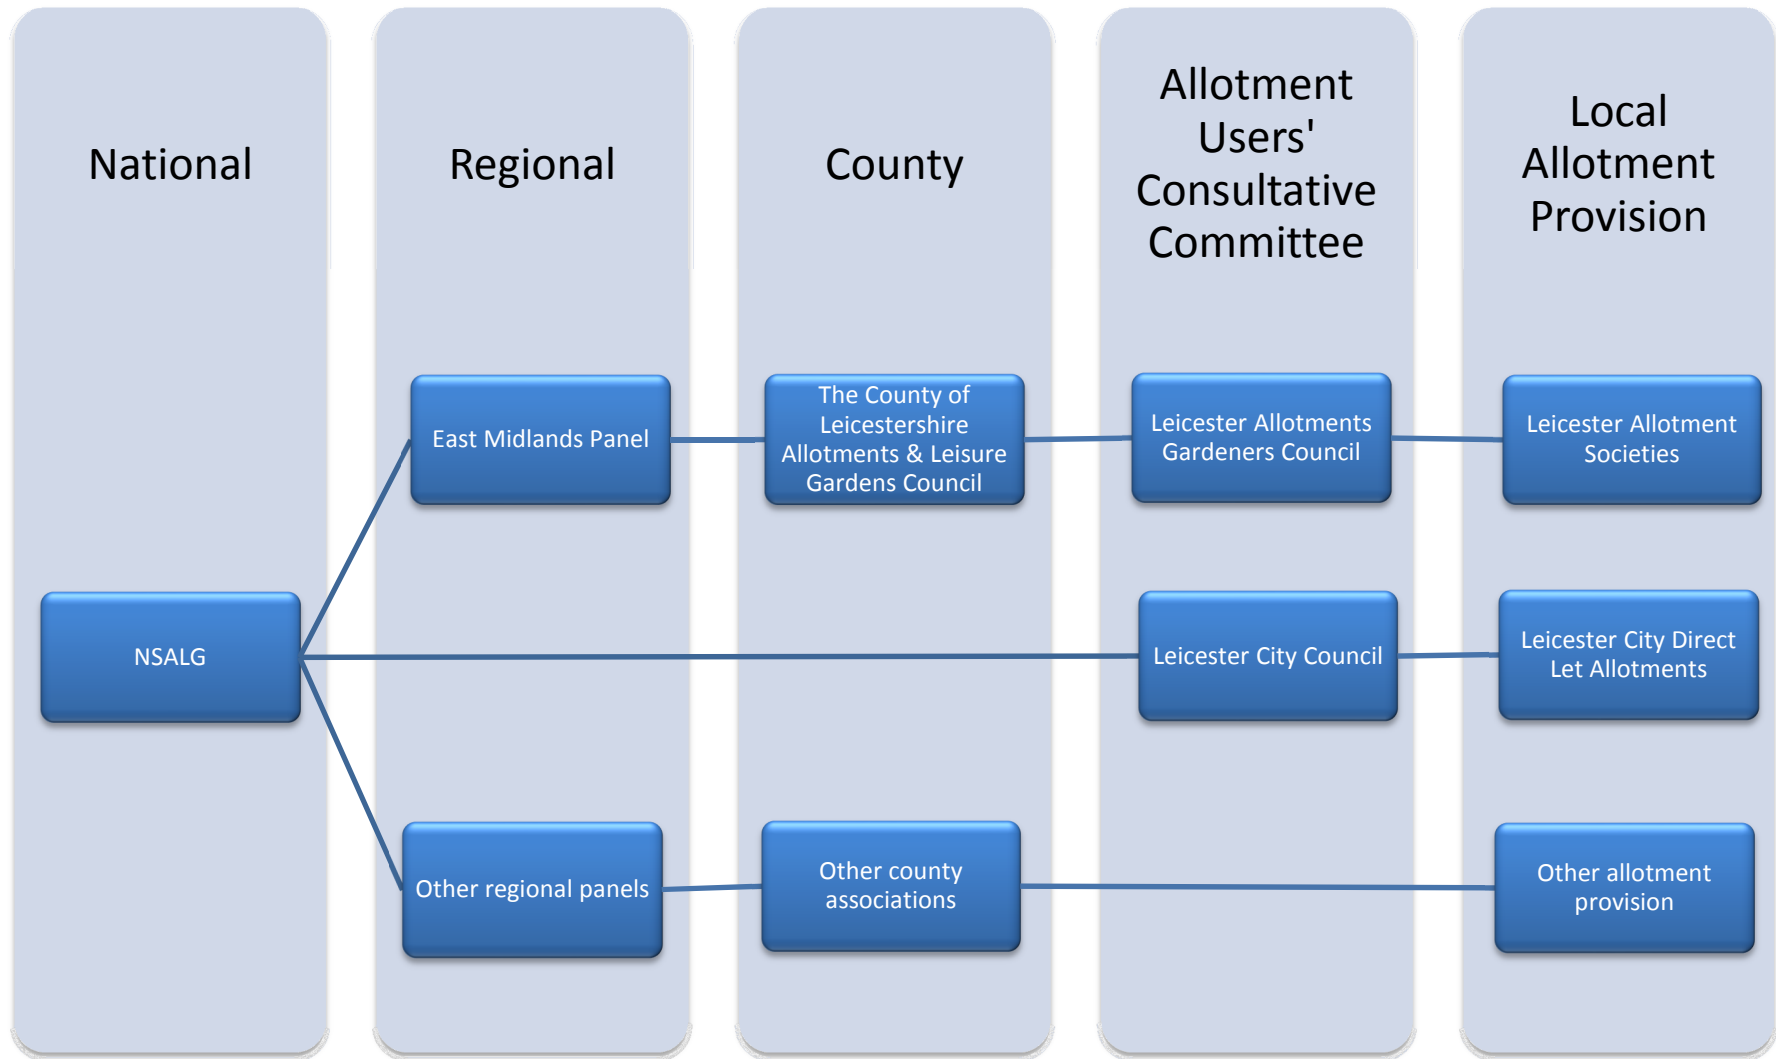 National
Regional
County
Allotment
Users'
Consultative
Committee
Local
Allotment
Provision
East Midlands Panel
The County of
Leicestershire
Allotments & Leisure
Gardens Council
Leicester Allotments
Gardeners Council
Leicester Allotment
Societies
NSALG
Leicester City Council
Leicester City Direct
Let Allotments
Other regional panels
Other county
associations
Other allotment
provision